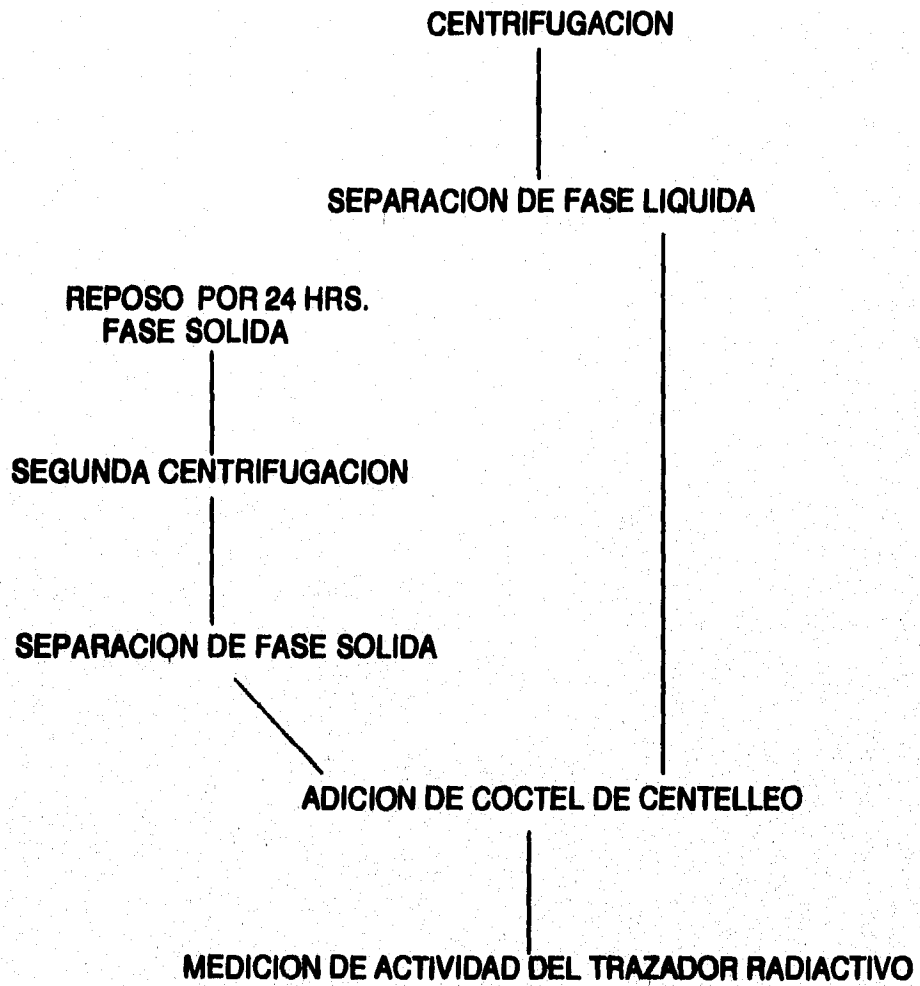 CENTRIFUGACION
SEPARACION DE FASE LIQUIDA
REPOSO POR 24 HRS.
FASE SOLIDA
SEGUNDA CENTRIFUGACION
SEPARACION DE FASE SOLIDA
ADICION DE COCTEL DE CENTELLEO
MEDICION DE ACTIVIDAD DEL TRAZADOR RADIACTIVO